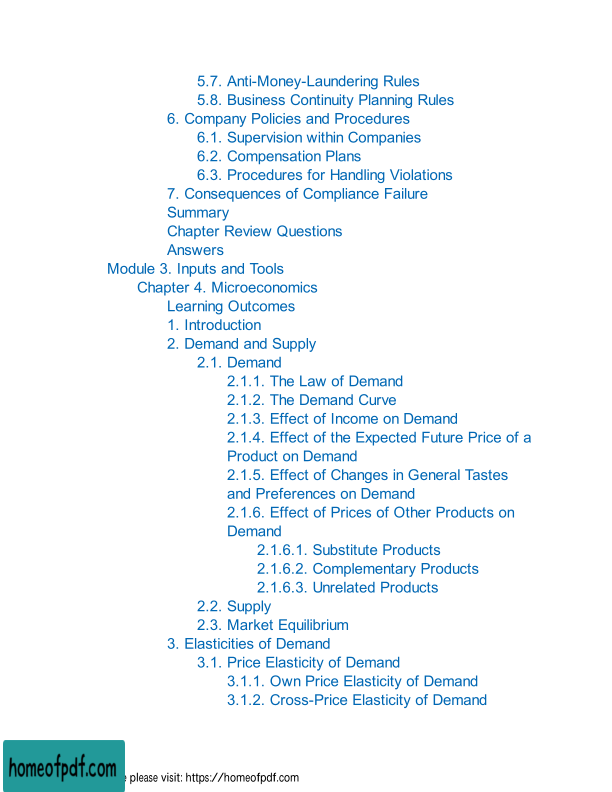 5.7. Anti-Money-Laundering Rules
5.8. Business Continuity Planning Rules
6. Company Policies and Procedures
6.1. Supervision within Companies
6.2. Compensation Plans
6.3. Procedures for Handling Violations
7. Consequences of Compliance Failure
Summary
Chapter Review Questions
Answers
Module 3. Inputs and Tools
Chapter 4. Microeconomics
Learning Outcomes
1. Introduction
2. Demand and Supply
2.1. Demand
2.1.1. The Law of Demand
2.1.2. The Demand Curve
2.1.3. Effect of Income on Demand
2.1.4. Effect of the Expected Future Price of a
Product on Demand
2.1.5. Effect of Changes in General Tastes
and Preferences on Demand
2.1.6. Effect of Prices of Other Products on
Demand
2.1.6.1. Substitute Products
2.1.6.2. Complementary Products
2.1.6.3. Unrelated Products
2.2. Supply
2.3. Market Equilibrium
3. Elasticities of Demand
3.1. Price Elasticity of Demand
3.1.1. Own Price Elasticity of Demand
3.1.2. Cross-Price Elasticity of Demand
homeofpdf.com
please visit: https://homeofpdf.com